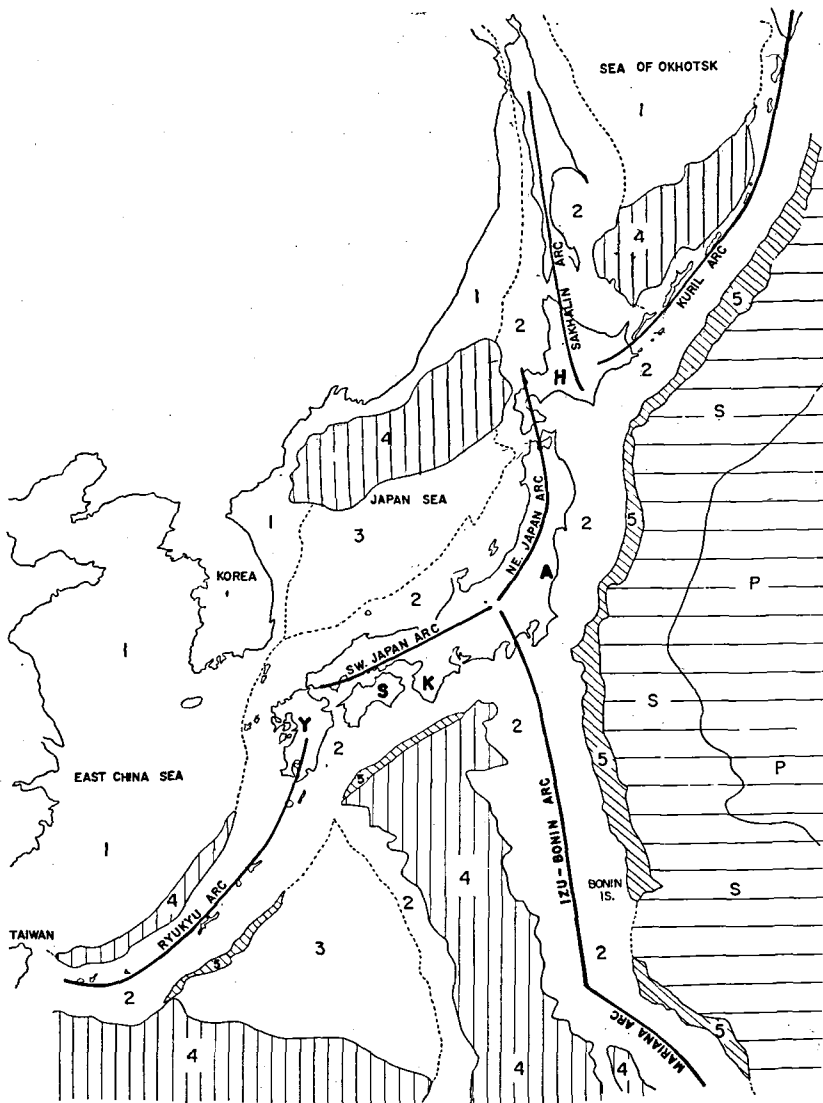 SEA OF OKHOTSK
1
2
4
SAKHALIN ARC
KURIL ARC
5
1
2
2
H
S
4
JAPAN SEA
5
2
1
3
NE. JAPAN ARC
KOREA
1
A
P
2
1
SW. JAPAN ARC
S
K
S
Y
2
2
5
P
EAST CHINA SEA
5
1
IZU-BONIN ARC
4
4
2
BONIN
IS.
S
TAIWAN
RYUKYU ARC
3
2
5
2
5
4
4
4
MARIANA ARC